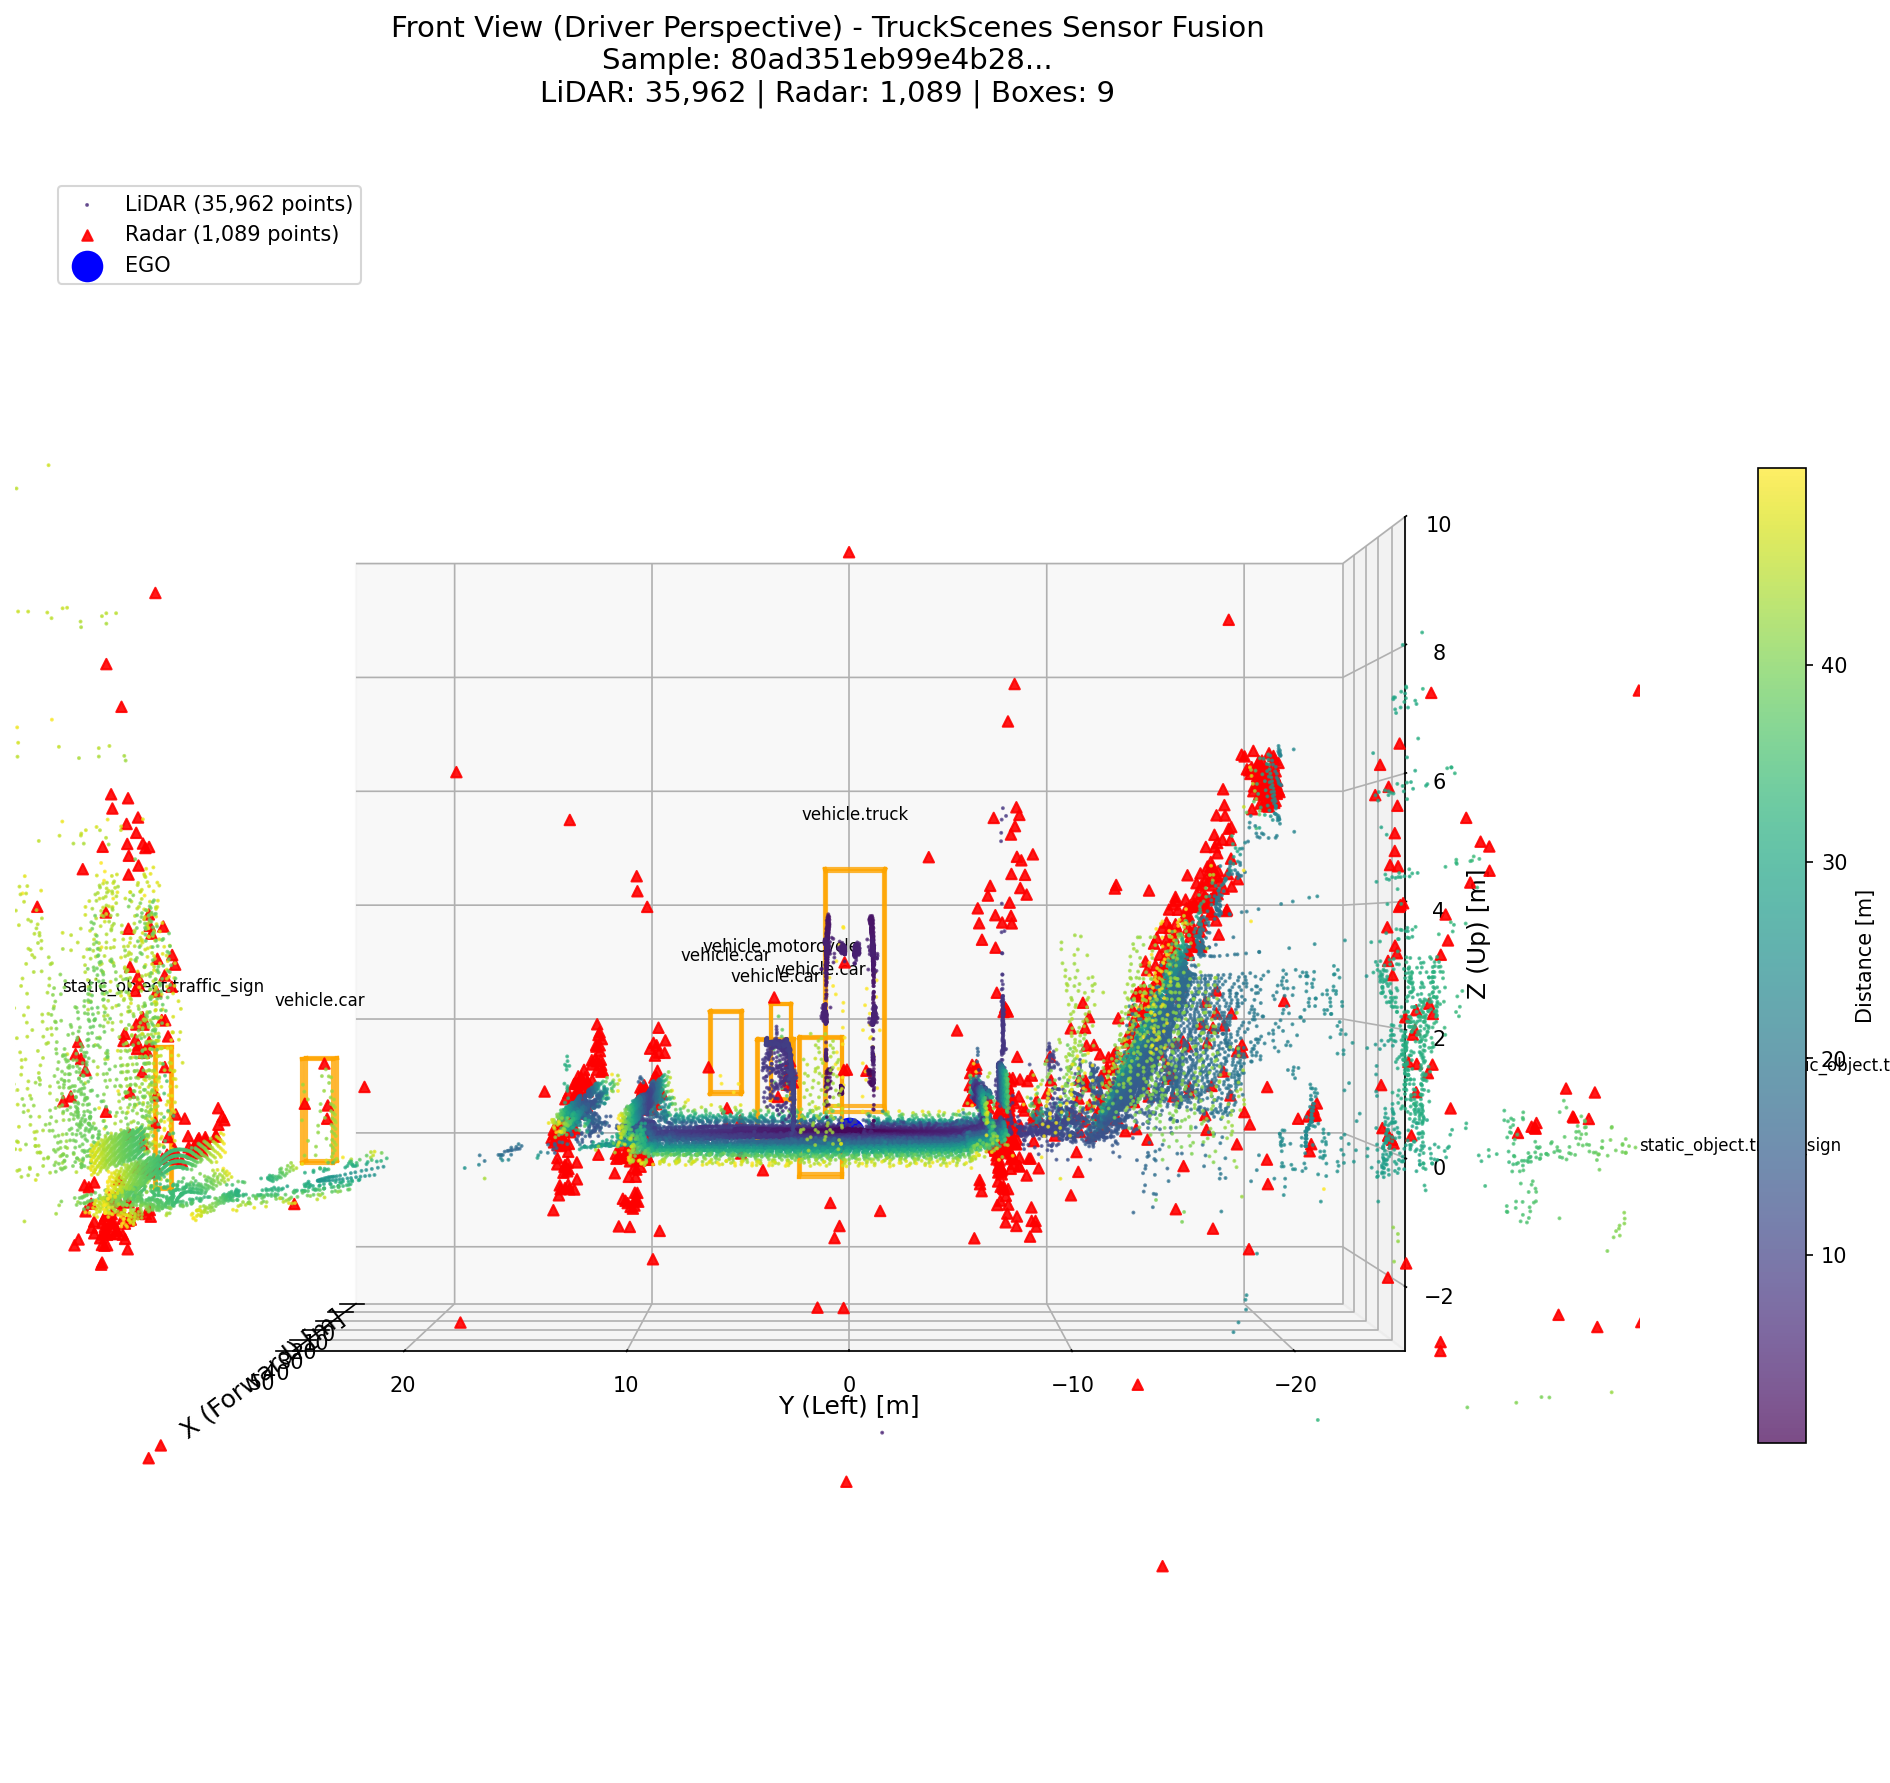 Front View (Driver Perspective) - TruckScenes Sensor Fusion
Sample: 80ad351eb99e4b28...
LiDAR: 35,962 | Radar: 1,089 | Boxes: 9
LiDAR (35,962 points)
Radar (1,089 points)
EGO
10
8
6
4
2
0
−2
Z (Up) [m]
vehicle.truck
vehicle.motorcycle
vehicle.car
vehicle.car
vehicle.car
static_object.traffic_sign
vehicle.car
static_object.t sign
c_object.t
40
30
20
10
Distance [m]
X (Forward) [m]
20
10
0
−10
−20
Y (Left) [m]